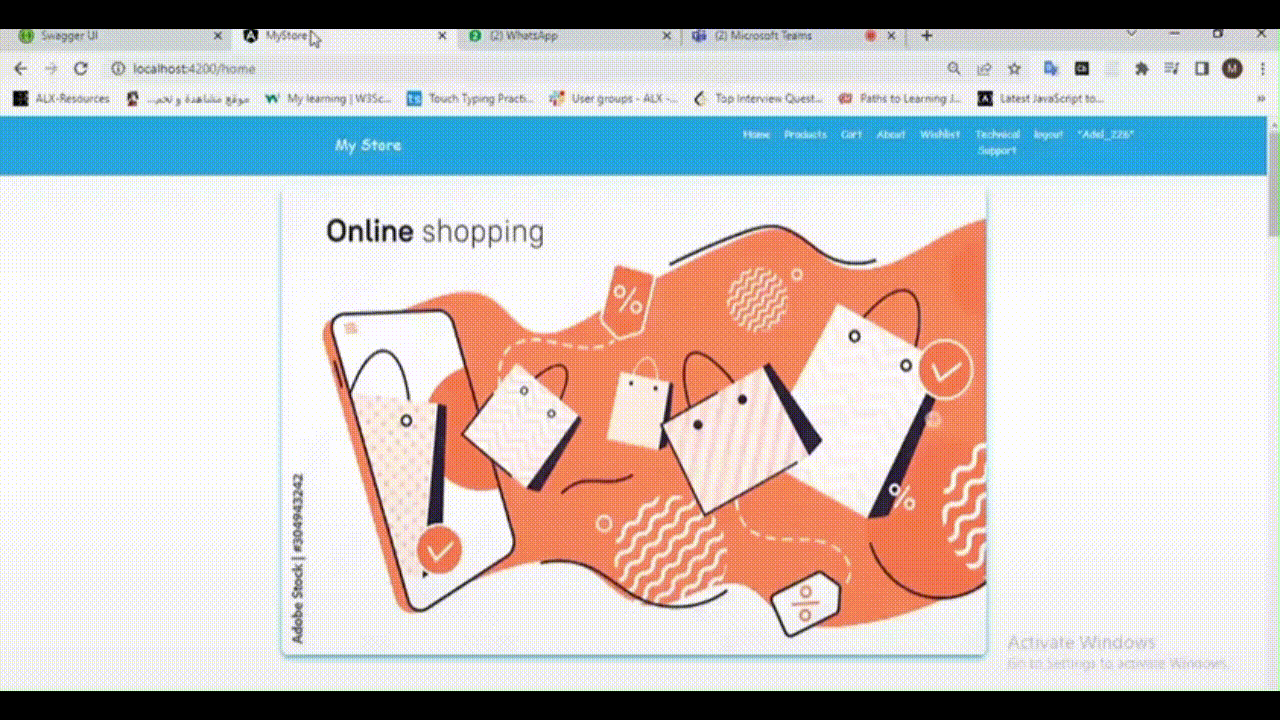 Swagger UI
MyStore
(2) WhatsApp
(2) Microsoft Teams
localhost:4200/home
ALX-Resources
موقع مشاهدة و تحم...
My learning | W3Sc...
Touch Typing Practi...
User groups - ALX -...
Top Interview Quest...
Paths to Learning J...
Latest JavaScript to...
My Store
Home
Products
Cart
About
Wishlist
Technical
Support
logout
"Adel_226"
Online shopping
%
%
%
Adobe Stock | #304943242
Activate Windows
Go to Settings to activate Windows.